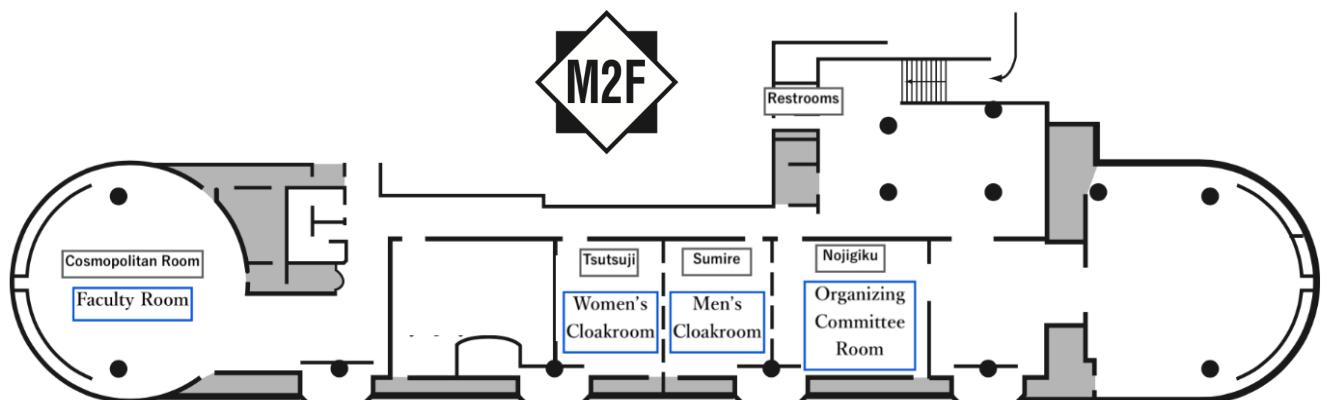 M2F
Restrooms
Cosmopolitan Room
Faculty Room
Tsutsuji
Women's
Cloakroom
Sumire
Men's
Cloakroom
Nojigiku
Organizing
Committee
Room